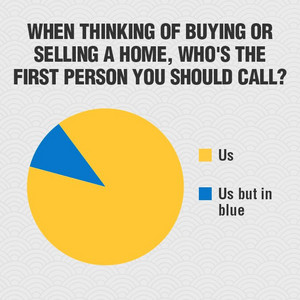 WHEN THINKING OF BUYING OR
SELLING A HOME, WHO'S THE
FIRST PERSON YOU SHOULD CALL?
Us
Us but in
blue